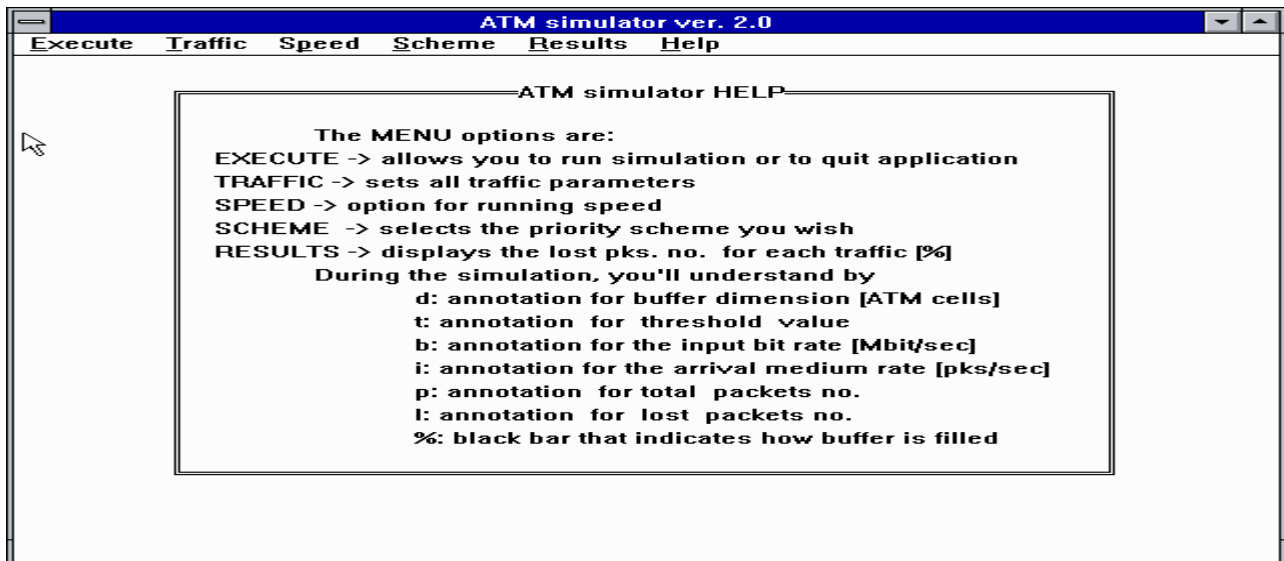 ATM simulator ver. 2.0
Execute Traffic Speed Scheme Results Help
ATM simulator HELP
The MENU options are:
EXECUTE -> allows you to run simulation or to quit application
TRAFFIC -> sets all traffic parameters
SPEED -> option for running speed
SCHEME -> selects the priority scheme you wish
RESULTS -> displays the lost pks. no. for each traffic [%]
During the simulation, you'll understand by
d: annotation for buffer dimension [ATM cells]
t: annotation for threshold value
b: annotation for the input bit rate [Mbit/sec]
i: annotation for the arrival medium rate [pks/sec]
p: annotation for total packets no.
l: annotation for lost packets no.
%: black bar that indicates how buffer is filled